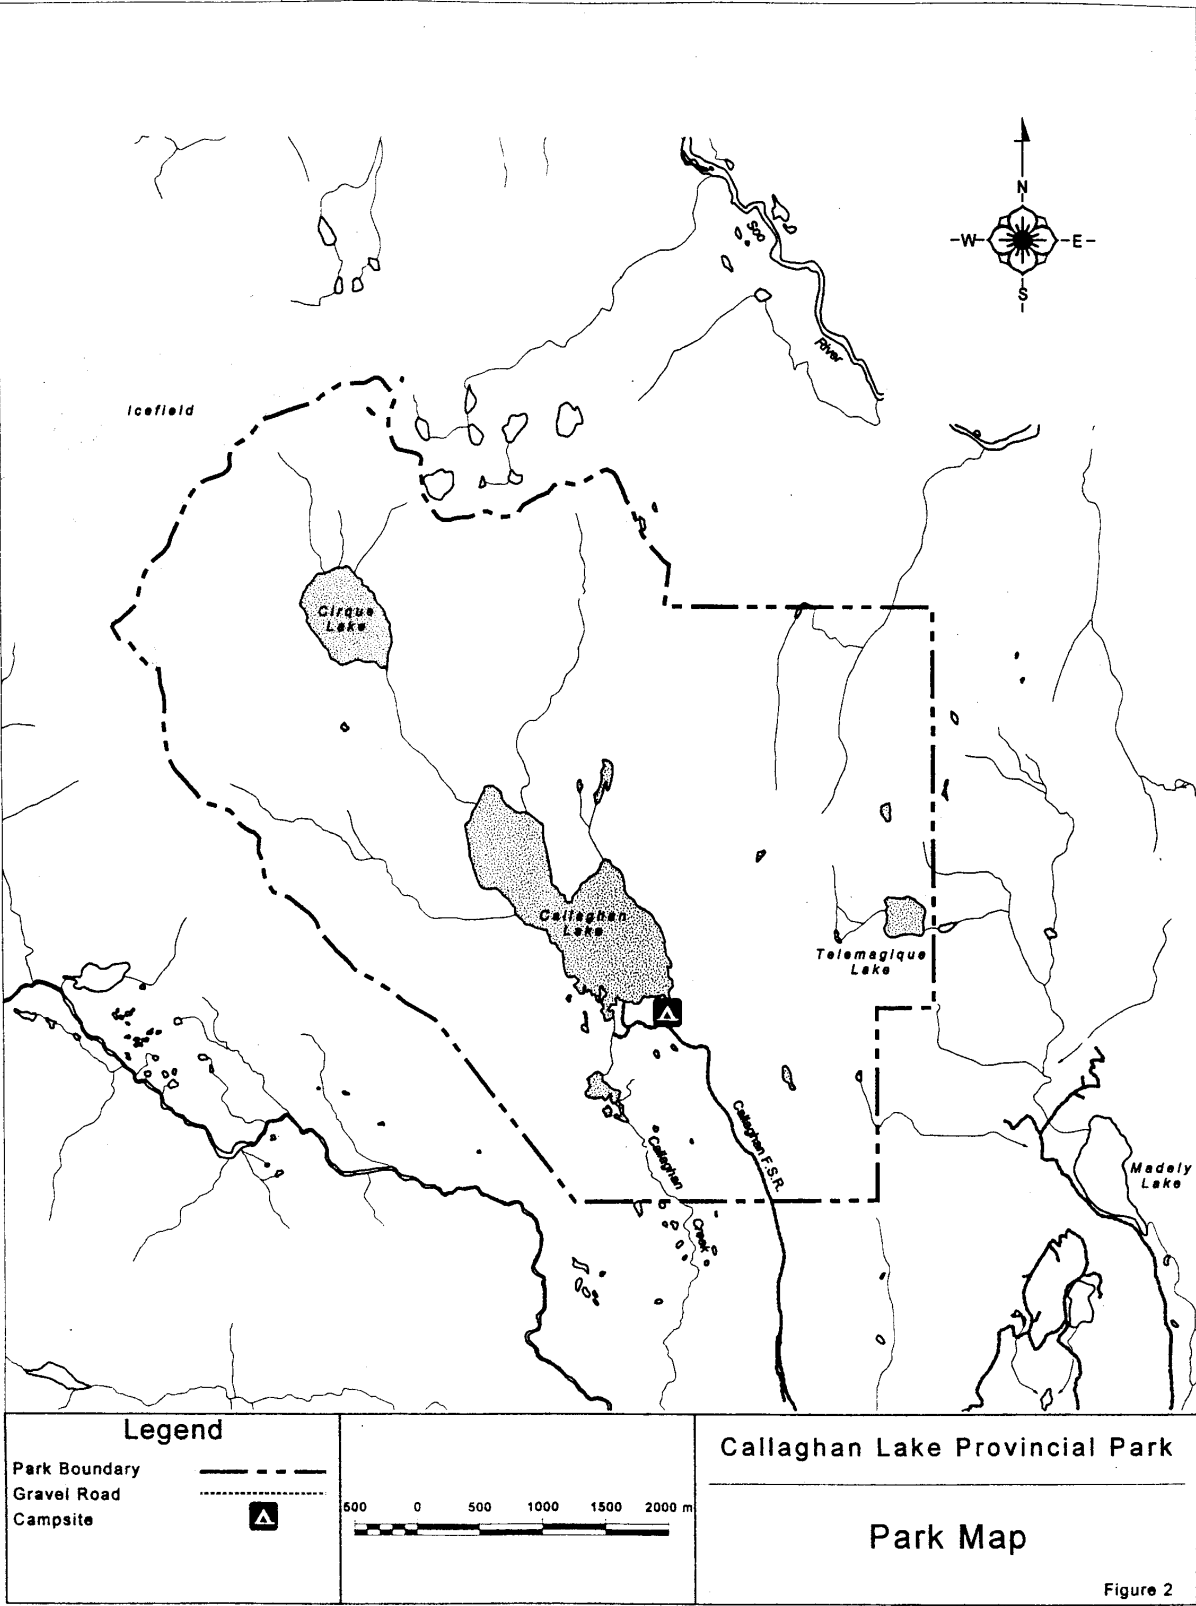 N
W
E
S
Soo
River
Icefield
Cirque
Lake
Callaghan
Lake
Telemagique
Lake
Callaghan F.S.R.
Callaghan
Creek
Madely
Lake
Legend
Park Boundary
Gravel Road
Campsite
500 0 500 1000 1500 2000 m
Callaghan Lake Provincial Park
Park Map
Figure 2